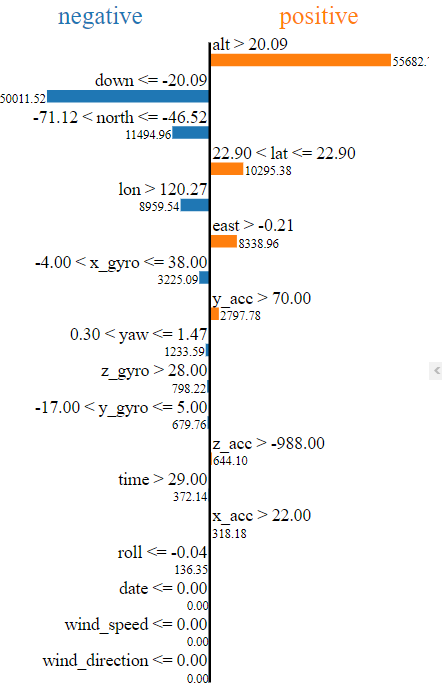 negative positive
alt > 20.09
55682.
down <= -20.09
50011.52
-71.12 < north <= -46.52
11494.96
22.90 < lat <= 22.90
10295.38
lon > 120.27
8959.54
east > -0.21
8338.96
-4.00 < x_gyro <= 38.00
3225.09
y_acc > 70.00
2797.78
0.30 < yaw <= 1.47
1233.59
z_gyro > 28.00
798.22
-17.00 < y_gyro <= 5.00
679.76
z_acc > -988.00
644.10
time > 29.00
372.14
x_acc > 22.00
318.18
roll <= -0.04
136.35
date <= 0.00
0.00
wind_speed <= 0.00
0.00
wind_direction <= 0.00
0.00